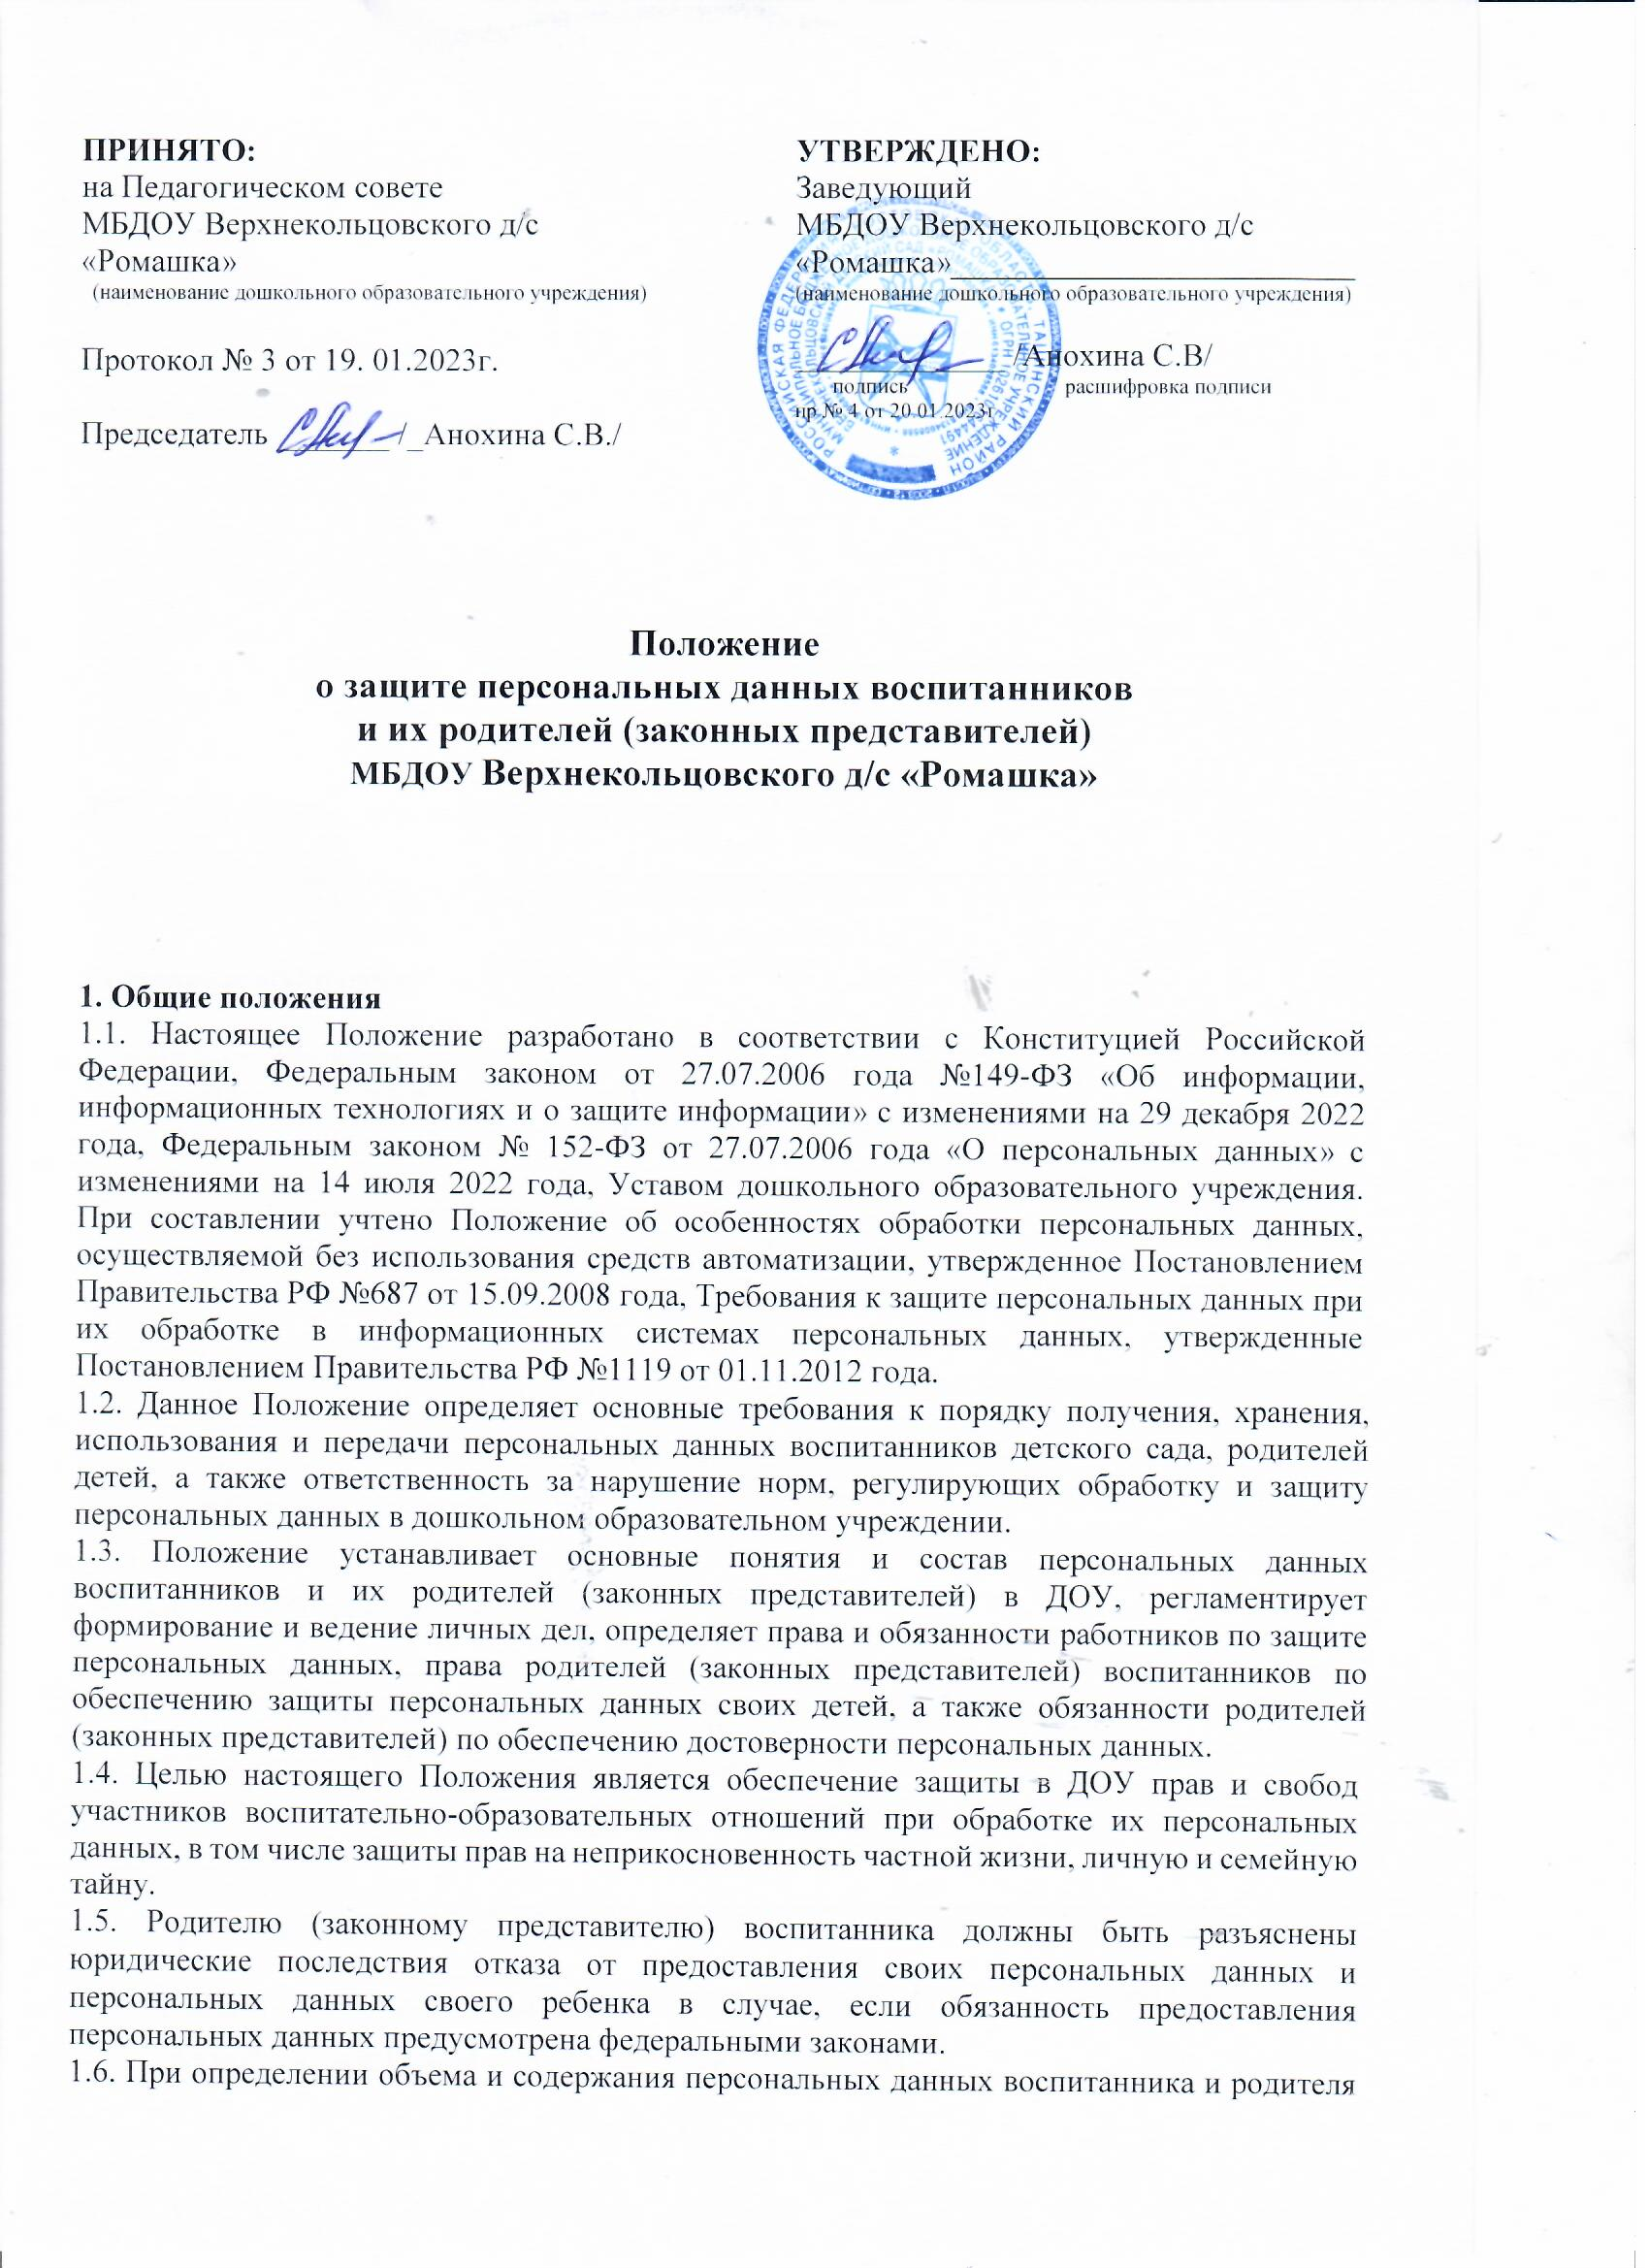 ПРИНЯТО:
на Педагогическом совете
МБДОУ Верхнекольцовского д/с
«Ромашка»
(наименование дошкольного образовательного учреждения)
Протокол № 3 от 19. 01.2023г.
Председатель /_Анохина С.В./
УТВЕРЖДЕНО:
Заведующий
МБДОУ Верхнекольцовского д/с
«Ромашка»
(наименование дошкольного образовательного учреждения)
/Анохина С.В/
подпись расшифровка подписи
пр.№ 4 от 20.01.2023г
Положение
о защите персональных данных воспитанников
и их родителей (законных представителей)
МБДОУ Верхнекольцовского д/с «Ромашка»
1. Общие положения
1.1. Настоящее Положение разработано в соответствии с Конституцией Российской
Федерации, Федеральным законом от 27.07.2006 года №149-ФЗ «Об информации,
информационных технологиях и о защите информации» с изменениями на 29 декабря 2022
года, Федеральным законом № 152-ФЗ от 27.07.2006 года «О персональных данных» с
изменениями на 14 июля 2022 года, Уставом дошкольного образовательного учреждения.
При составлении учтено Положение об особенностях обработки персональных данных,
осуществляемой без использования средств автоматизации, утвержденное Постановлением
Правительства РФ №687 от 15.09.2008 года, Требования к защите персональных данных при
их обработке в информационных системах персональных данных, утвержденные
Постановлением Правительства РФ №1119 от 01.11.2012 года.
1.2. Данное Положение определяет основные требования к порядку получения, хранения,
использования и передачи персональных данных воспитанников детского сада, родителей
детей, а также ответственность за нарушение норм, регулирующих обработку и защиту
персональных данных в дошкольном образовательном учреждении.
1.3. Положение устанавливает основные понятия и состав персональных данных
воспитанников и их родителей (законных представителей) в ДОУ, регламентирует
формирование и ведение личных дел, определяет права и обязанности работников по защите
персональных данных, права родителей (законных представителей) воспитанников по
обеспечению защиты персональных данных своих детей, а также обязанности родителей
(законных представителей) по обеспечению достоверности персональных данных.
1.4. Целью настоящего Положения является обеспечение защиты в ДОУ прав и свобод
участников воспитательно-образовательных отношений при обработке их персональных
данных, в том числе защиты прав на неприкосновенность частной жизни, личную и семейную
тайну.
1.5. Родителю (законному представителю) воспитанника должны быть разъяснены
юридические последствия отказа от предоставления своих персональных данных и
персональных данных своего ребенка в случае, если обязанность предоставления
персональных данных предусмотрена федеральными законами.
1.6. При определении объема и содержания персональных данных воспитанника и родителя